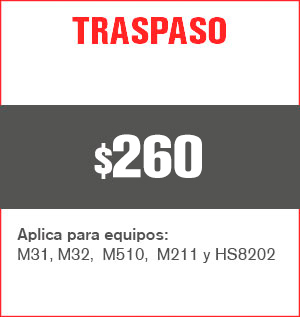 TRASPASO
$260
Aplica para equipos:
M31, M32, M510, M211 y HS8202